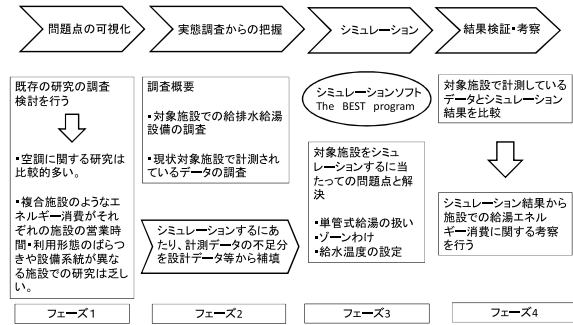 問題点の可視化
実態調査からの把握
シミュレーション
結果検証・考察
既存の研究の調査
検討を行う
・空調に関する研究は
比較的多い。
・複合施設のようなエ
ネルギー消費がそれ
ぞれの施設の営業時
間・利用形態のばらつ
きや設備系統が異な
る施設での研究は乏し
い。
フェーズ1
調査概要
・対象施設での給排水給湯
設備の調査
・現状対象施設で計測され
ているデータの調査
シミュレーションするにあ
たり、計測データの不足分
を設計データ等から補填
フェーズ2
シミュレーションソフト
The BEST program
対象施設をシミュレ
ーションするに当
たっての問題点と解
決
・単管式給湯の扱い
・ゾーンわけ
・給水温度の設定
フェーズ3
対象施設で計測している
データとシミュレーション
結果を比較
シミュレーション結果から
施設での給湯エネル
ギー消費に関する考察
を行う
フェーズ4